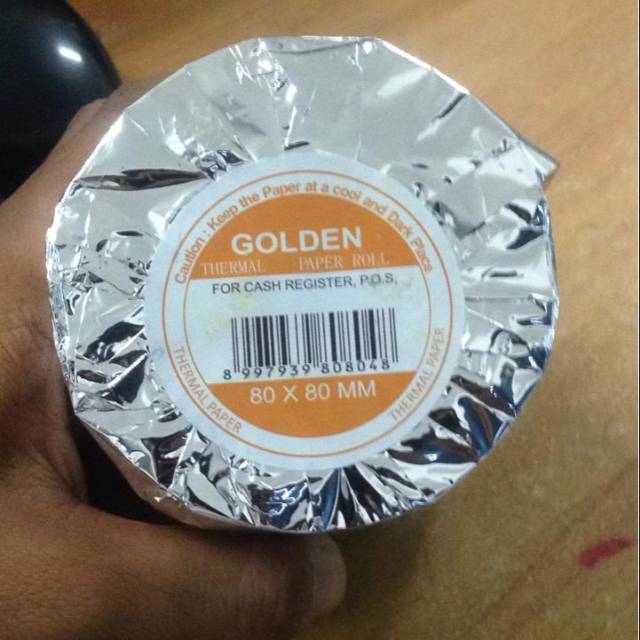 Caution : Keep the Paper at a cool and Dark Place
GOLDEN
THERMAL PAPER ROLL
FOR CASH REGISTER, P.O.S.
8 997939 808048
80 X 80 MM
THERMAL PAPER
THERMAL PAPER